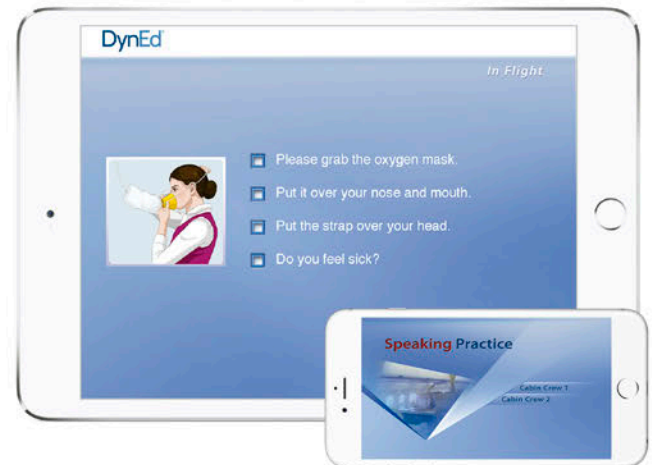 DynEd
In Flight
Please grab the oxygen mask.
Put it over your nose and mouth.
Put the strap over your head.
Do you feel sick?
Speaking Practice
Cabin Crew 1
Cabin Crew 2